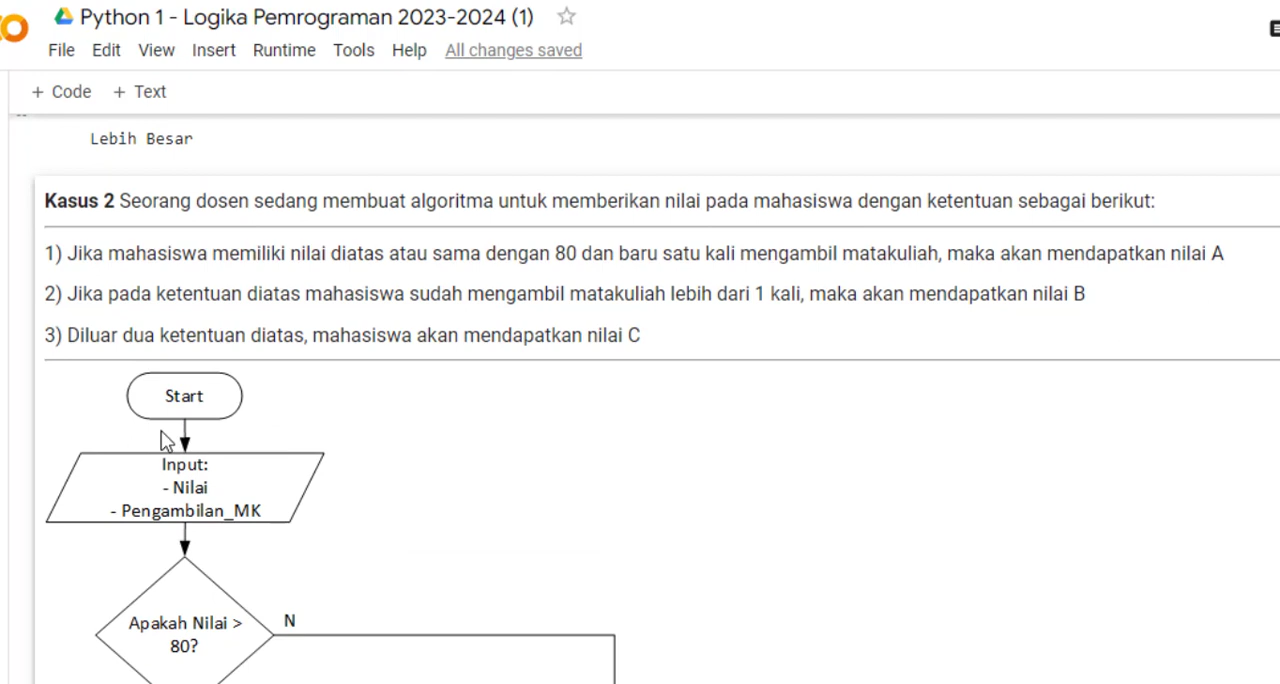 Python 1 - Logika Pemrograman 2023-2024 (1)
File Edit View Insert Runtime Tools Help All changes saved
+ Code + Text
Lebih Besar
Kasus 2 Seorang dosen sedang membuat algoritma untuk memberikan nilai pada mahasiswa dengan ketentuan sebagai berikut:
1) Jika mahasiswa memiliki nilai diatas atau sama dengan 80 dan baru satu kali mengambil matakuliah, maka akan mendapatkan nilai A
2) Jika pada ketentuan diatas mahasiswa sudah mengambil matakuliah lebih dari 1 kali, maka akan mendapatkan nilai B
3) Diluar dua ketentuan diatas, mahasiswa akan mendapatkan nilai C
Start
Input:
- Nilai
- Pengambilan_MK
Apakah Nilai >
80?
N